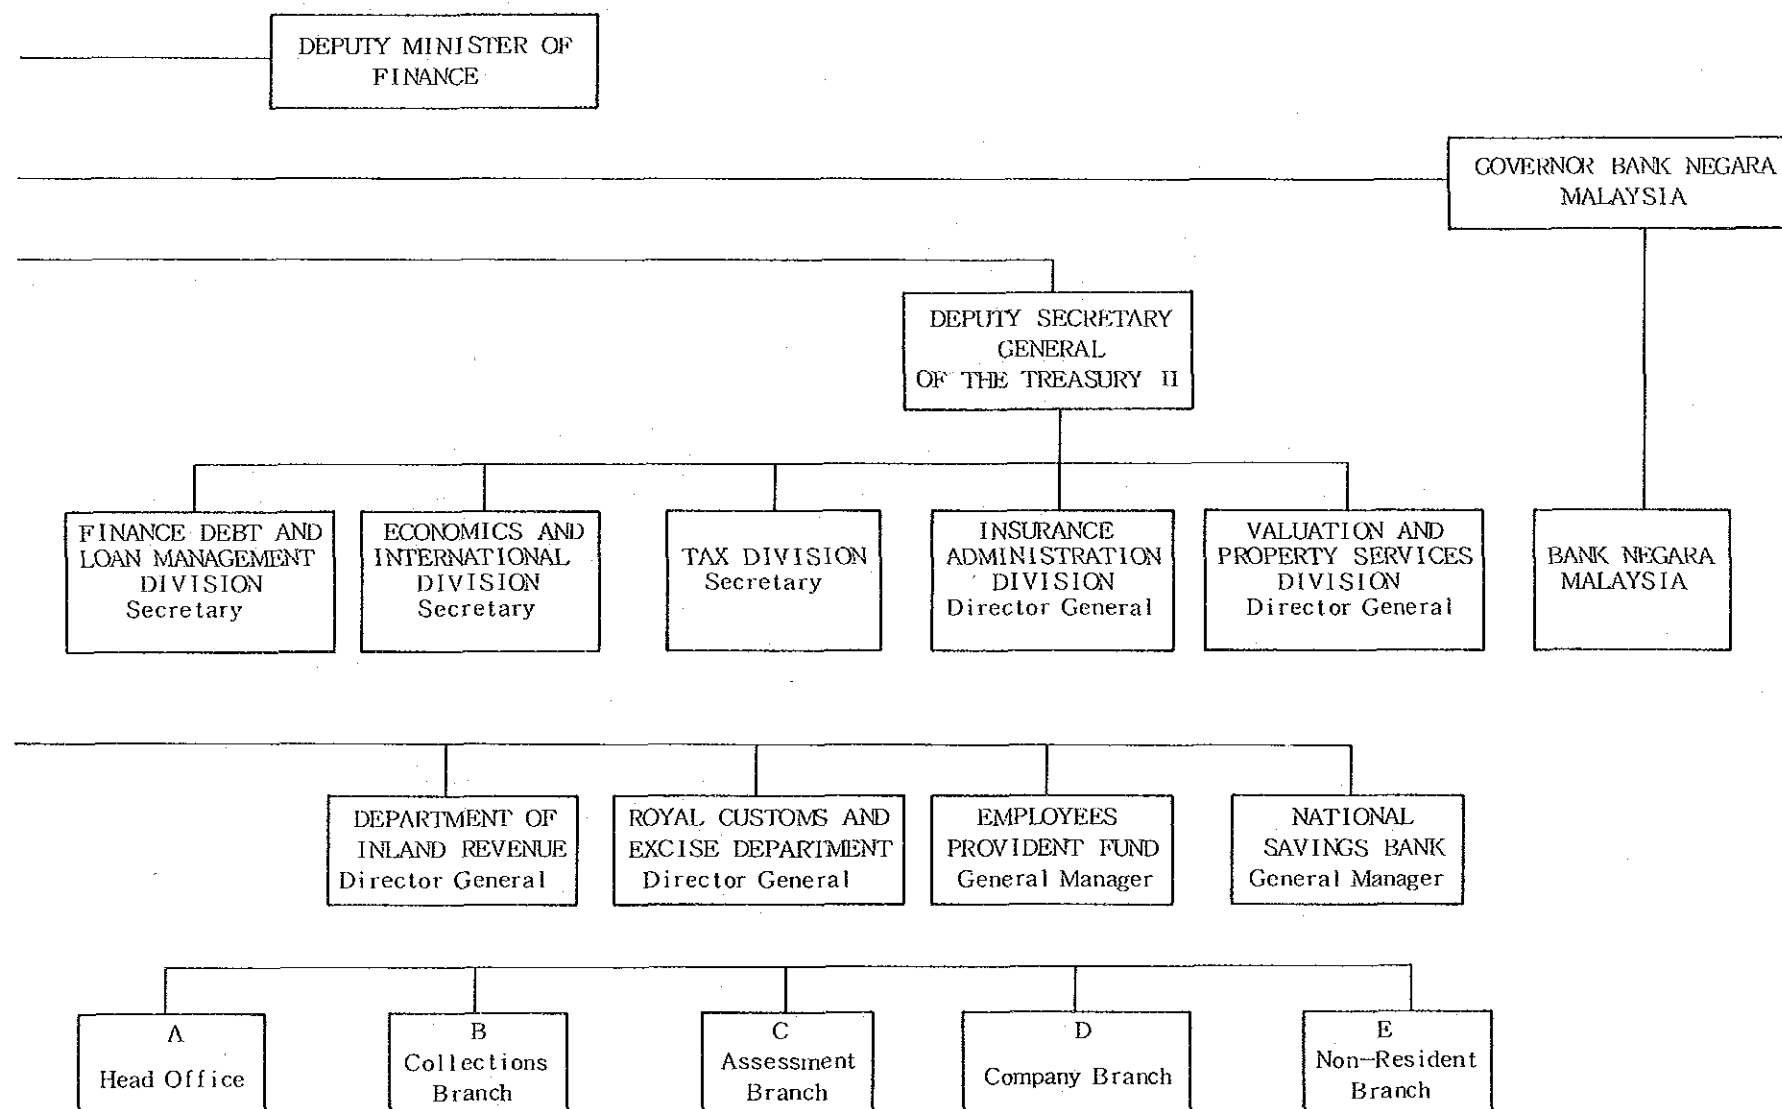 DEPUTY MINISTER OF
FINANCE
GOVERNOR BANK NEGARA
MALAYSIA
DEPUTY SECRETARY
GENERAL
OF THE TREASURY II
FINANCE DEBT AND
LOAN MANAGEMENT
DIVISION
Secretary
ECONOMICS AND
INTERNATIONAL
DIVISION
Secretary
TAX DIVISION
Secretary
INSURANCE
ADMINISTRATION
DIVISION
Director General
VALUATION AND
PROPERTY SERVICES
DIVISION
Director General
BANK NEGARA
MALAYSIA
DEPARTMENT OF
INLAND REVENUE
Director General
ROYAL CUSTOMS AND
EXCISE DEPARTMENT
Director General
EMPLOYEES
PROVIDENT FUND
General Manager
NATIONAL
SAVINGS BANK
General Manager
A
Head Office
B
Collections
Branch
C
Assessment
Branch
D
Company Branch
E
Non-Resident
Branch